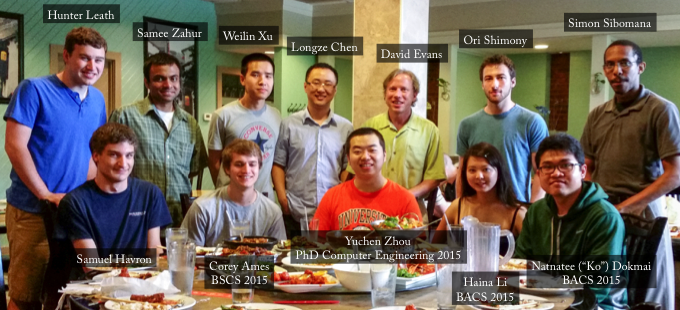 Hunter Leath
Samee Zahur
Weilin Xu
Longze Chen
David Evans
Ori Shimony
Simon Sibomana
Samuel Havron
Corey Ames
BSCS 2015
Yuchen Zhou
PhD Computer Engineering 2015
Haina Li
BACS 2015
Natnatee ("Ko") Dokmai
BACS 2015
CONVERSE